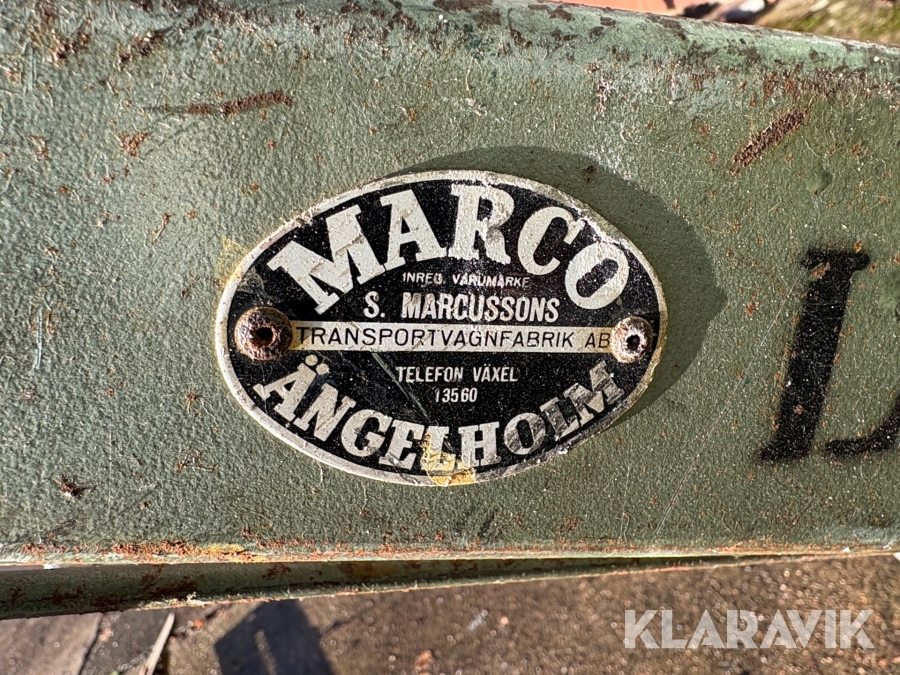 MARCO
INREG. VARUMÄRKE
S. MARCUSSONS
TRANSPORTVAGNFABRIK AB
TELEFON VÄXEL
13560
ÄNGELHOLM
KLARAVIK